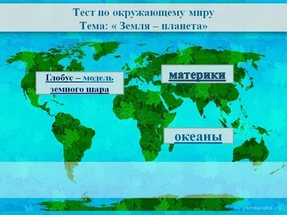 Тест по окружающему миру
Тема: « Земля – планета»
Глобус – модель
земного шара
материки
океаны